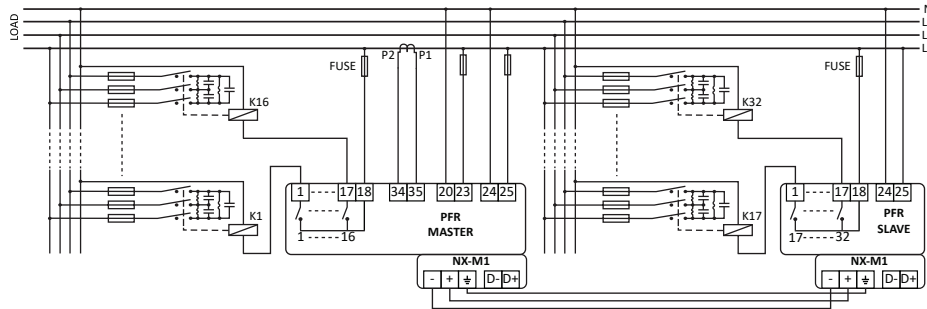 N
L
LOAD
L
L
P2 P1
FUSE
FUSE
K16
K32
1 17 18 34 35 20 23 24 25
1 17 18 24 25
K1
PFR
MASTER
1 16
K17
PFR
SLAVE
17 32
NX-M1
- + D- D+
NX-M1
- + D- D+